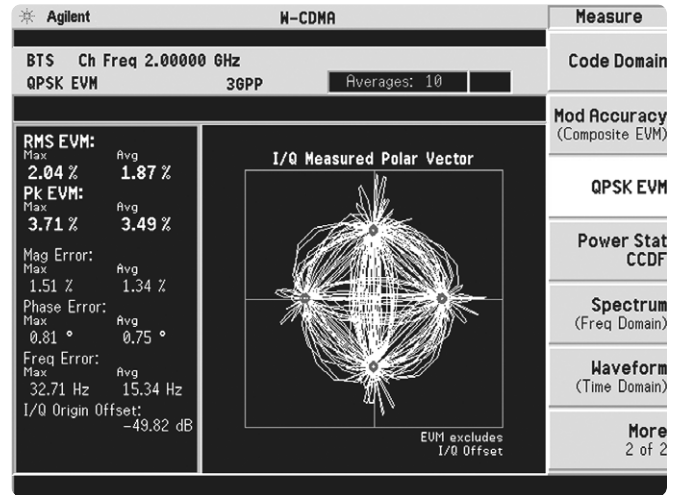 Agilent
W-CDMA
Measure
BTS Ch Freq 2.00000 GHz
QPSK EVM
3GPP
Averages: 10
RMS EVM:
Max Avg
2.04 % 1.87 %
Pk EVM:
Max Avg
3.71 % 3.49 %
Mag Error:
Max Avg
1.51 % 1.34 %
Phase Error:
Max Avg
0.81 ° 0.75 °
Freq Error:
Max Avg
32.71 Hz 15.34 Hz
I/Q Origin Offset:
-49.82 dB
I/Q Measured Polar Vector
EVM excludes
I/Q Offset
Code Domain
Mod Accuracy
(Composite EVM)
QPSK EVM
Power Stat
CCDF
Spectrum
(Freq Domain)
Waveform
(Time Domain)
More
2 of 2